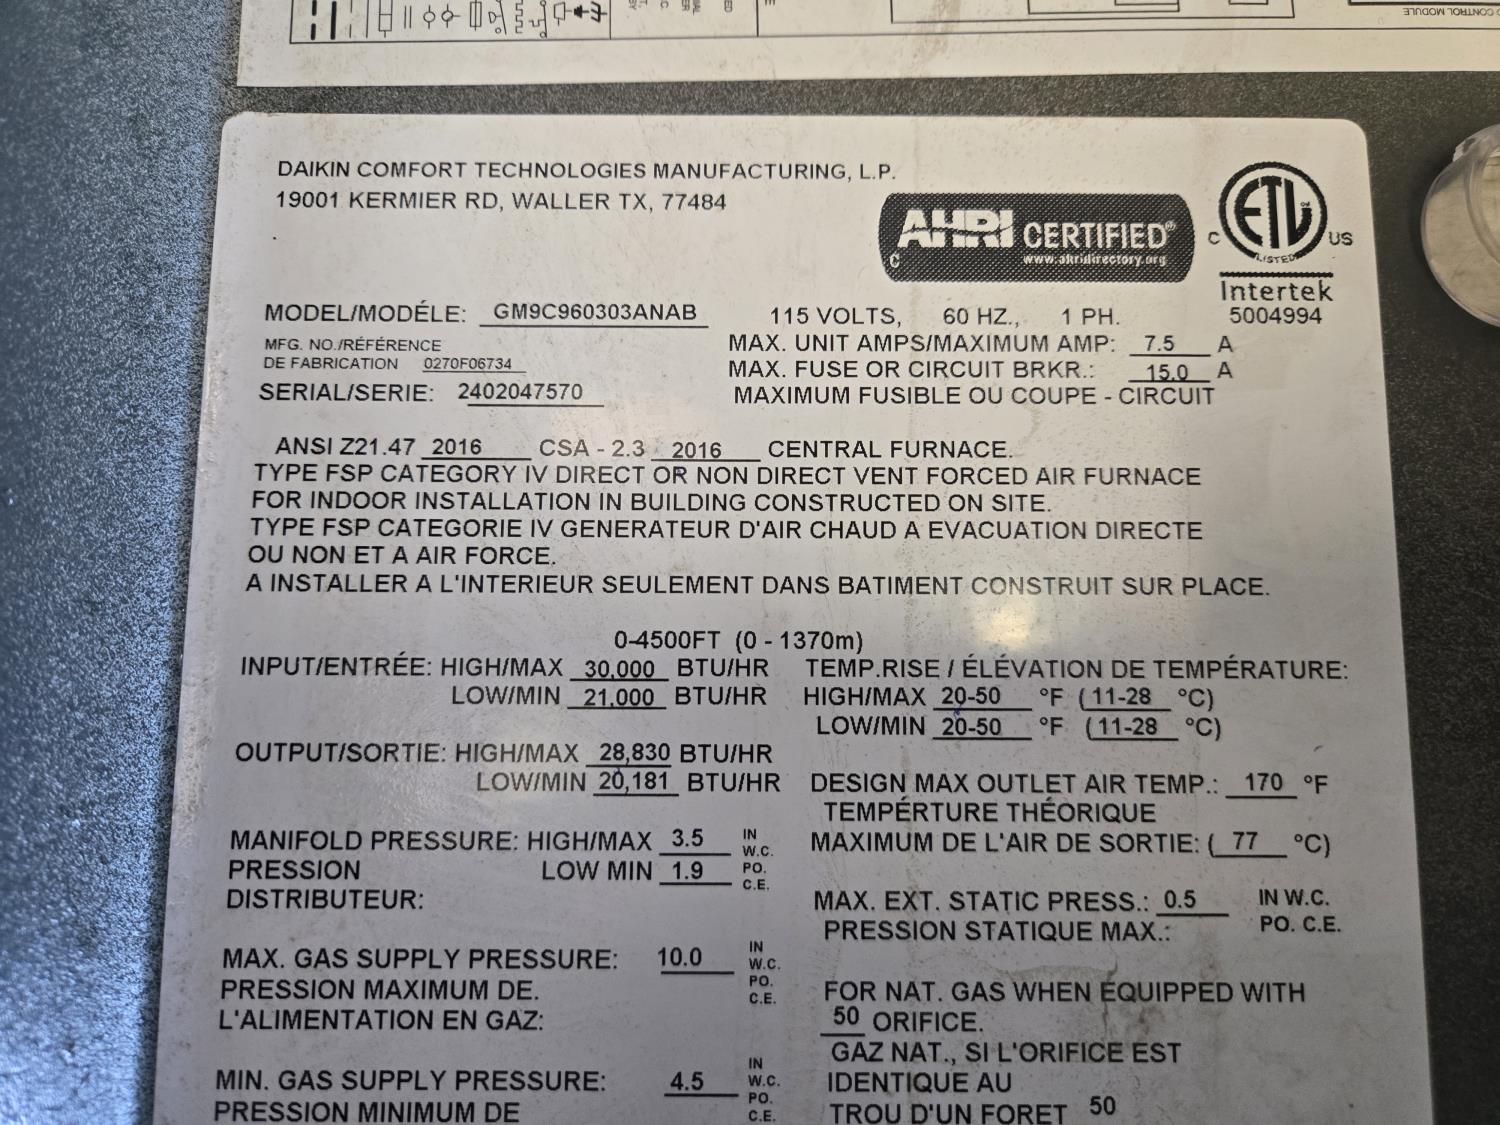 CONTROL MODULE
DAIKIN COMFORT TECHNOLOGIES MANUFACTURING, L.P.
19001 KERMIER RD, WALLER TX, 77484
AHRI CERTIFIED®
www.ahridirectory.org
C
ETL
C US
LISTED
Intertek
5004994
MODEL/MODÉLE: GM9C960303ANAB 115 VOLTS, 60 HZ., 1 PH.
MFG. NO./RÉFÉRENCE
DE FABRICATION 0270F06734
MAX. UNIT AMPS/MAXIMUM AMP: 7.5 A
MAX. FUSE OR CIRCUIT BRKR.: 15.0 A
SERIAL/SERIE: 2402047570
MAXIMUM FUSIBLE OU COUPE - CIRCUIT
ANSI Z21.47 2016 CSA - 2.3 2016 CENTRAL FURNACE.
TYPE FSP CATEGORY IV DIRECT OR NON DIRECT VENT FORCED AIR FURNACE
FOR INDOOR INSTALLATION IN BUILDING CONSTRUCTED ON SITE.
TYPE FSP CATEGORIE IV GENERATEUR D'AIR CHAUD A EVACUATION DIRECTE
OU NON ET A AIR FORCE.
A INSTALLER A L'INTERIEUR SEULEMENT DANS BATIMENT CONSTRUIT SUR PLACE.
0-4500FT (0 - 1370m)
INPUT/ENTRÉE: HIGH/MAX 30,000 BTU/HR
LOW/MIN 21,000 BTU/HR
TEMP.RISE / ÉLÉVATION DE TEMPÉRATURE:
HIGH/MAX 20-50 °F (11-28 °C)
LOW/MIN 20-50 °F (11-28 °C)
OUTPUT/SORTIE: HIGH/MAX 28,830 BTU/HR
LOW/MIN 20,181 BTU/HR
DESIGN MAX OUTLET AIR TEMP.: 170 °F
TEMPÉRTURE THÉORIQUE
MAXIMUM DE L'AIR DE SORTIE: (77 °C)
MANIFOLD PRESSURE: HIGH/MAX 3.5 IN W.C.
PRESSION LOW MIN 1.9 PO. C.E.
DISTRIBUTEUR:
MAX. EXT. STATIC PRESS.: 0.5 IN W.C.
PRESSION STATIQUE MAX.: PO. C.E.
MAX. GAS SUPPLY PRESSURE: 10.0 IN W.C.
PRESSION MAXIMUM DE. PO. C.E.
L'ALIMENTATION EN GAZ:
FOR NAT. GAS WHEN EQUIPPED WITH
50 ORIFICE.
GAZ NAT., SI L'ORIFICE EST
IDENTIQUE AU
TROU D'UN FORET 50
MIN. GAS SUPPLY PRESSURE: 4.5 IN W.C.
PRESSION MINIMUM DE PO. C.E.